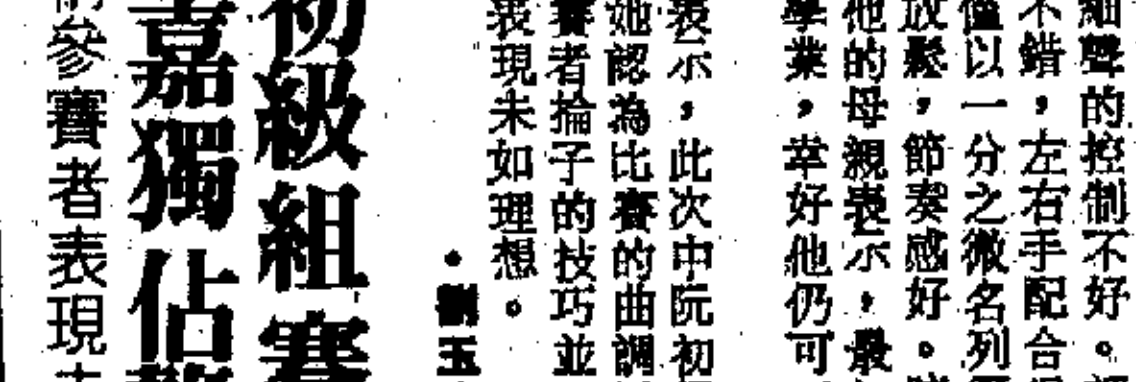 細聲的控制不好。
不錯，左右手配合
僅以一分之微名列
放鬆，節奏感好。
他的母親表示，最
學業，幸好他仍可
表示，此次中阮初
她認為比賽的曲調
賽者掄子的技巧並
表現未如理想。
•劉玉
初級組賽
嘉獨佔
參賽者表現